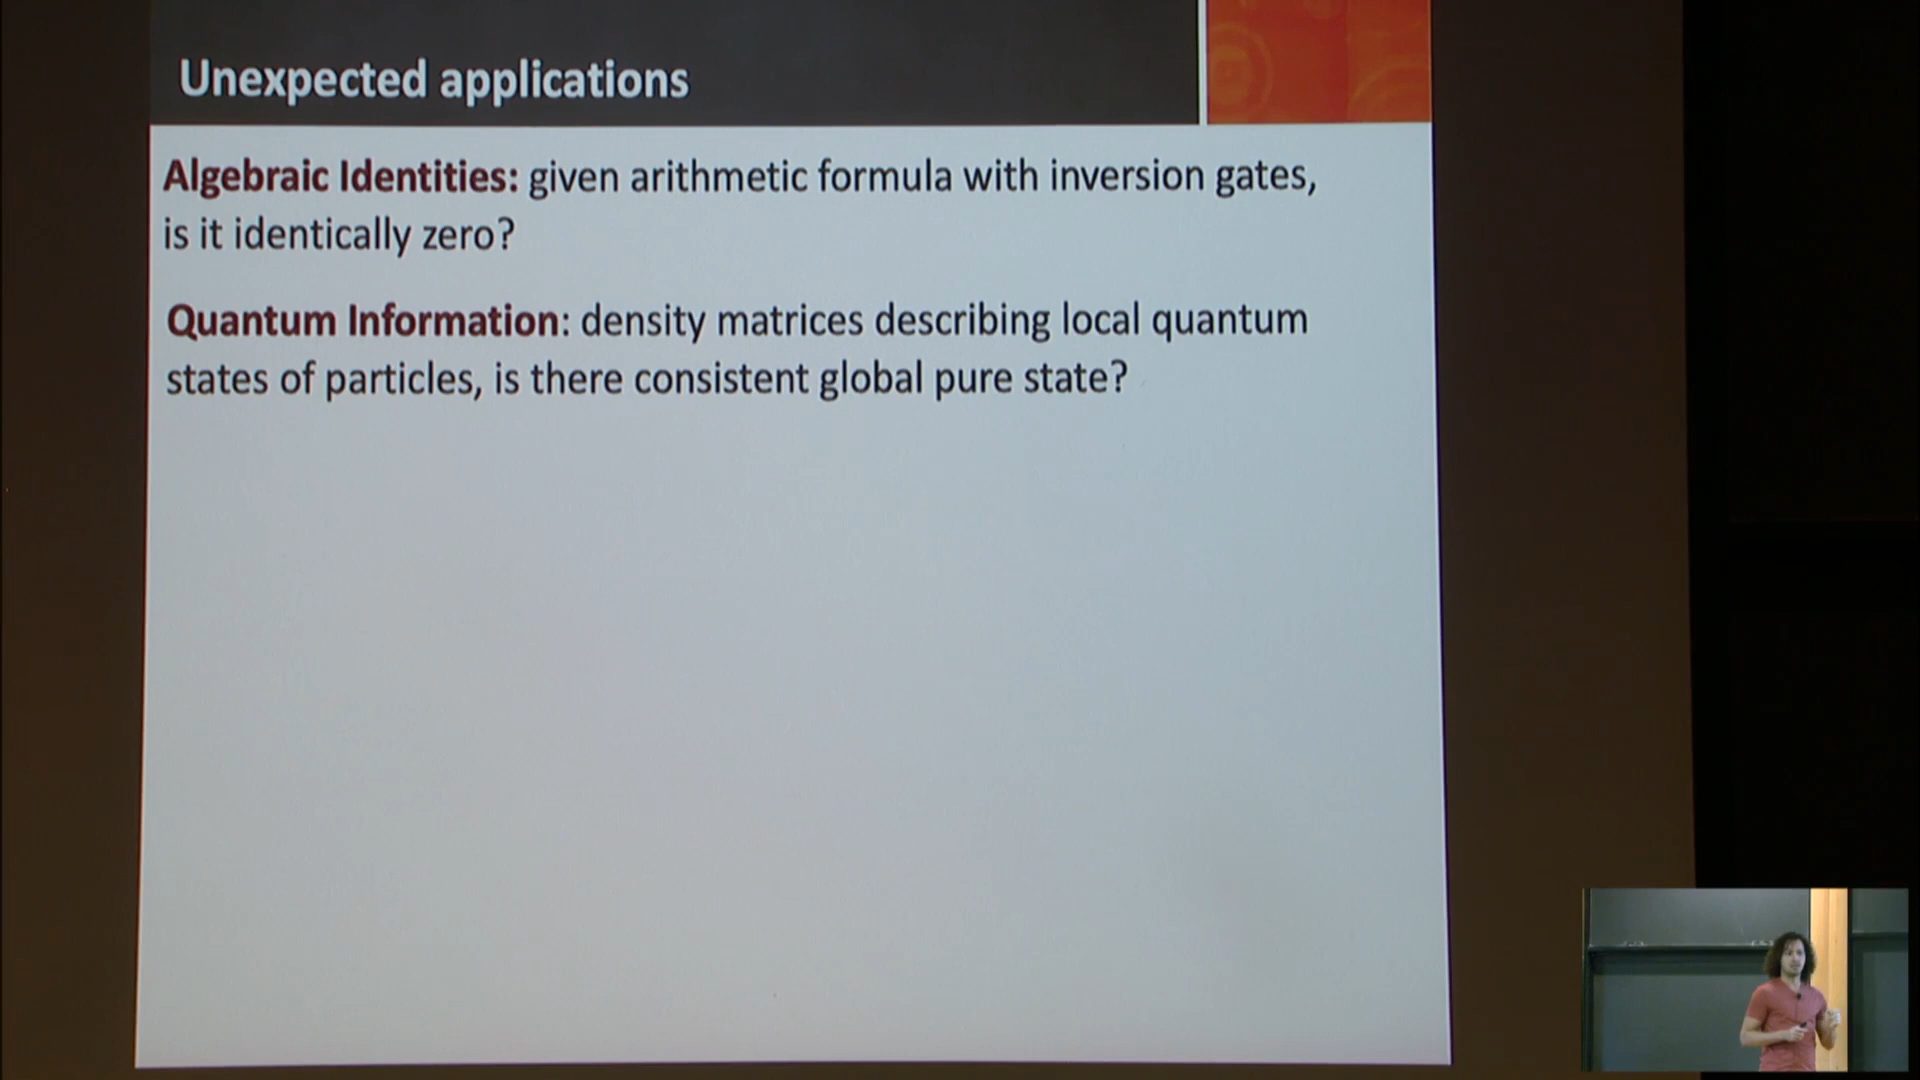 Unexpected applications
Algebraic Identities: given arithmetic formula with inversion gates,
is it identically zero?
Quantum Information: density matrices describing local quantum
states of particles, is there consistent global pure state?